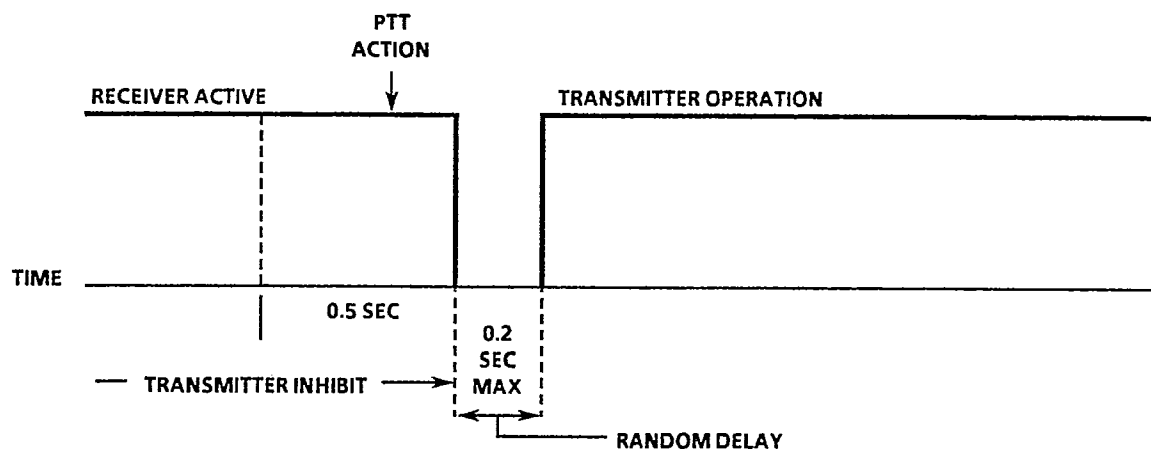 PTT
ACTION
RECEIVER ACTIVE
TRANSMITTER OPERATION
TIME
0.5 SEC
0.2
SEC
MAX
TRANSMITTER INHIBIT
RANDOM DELAY